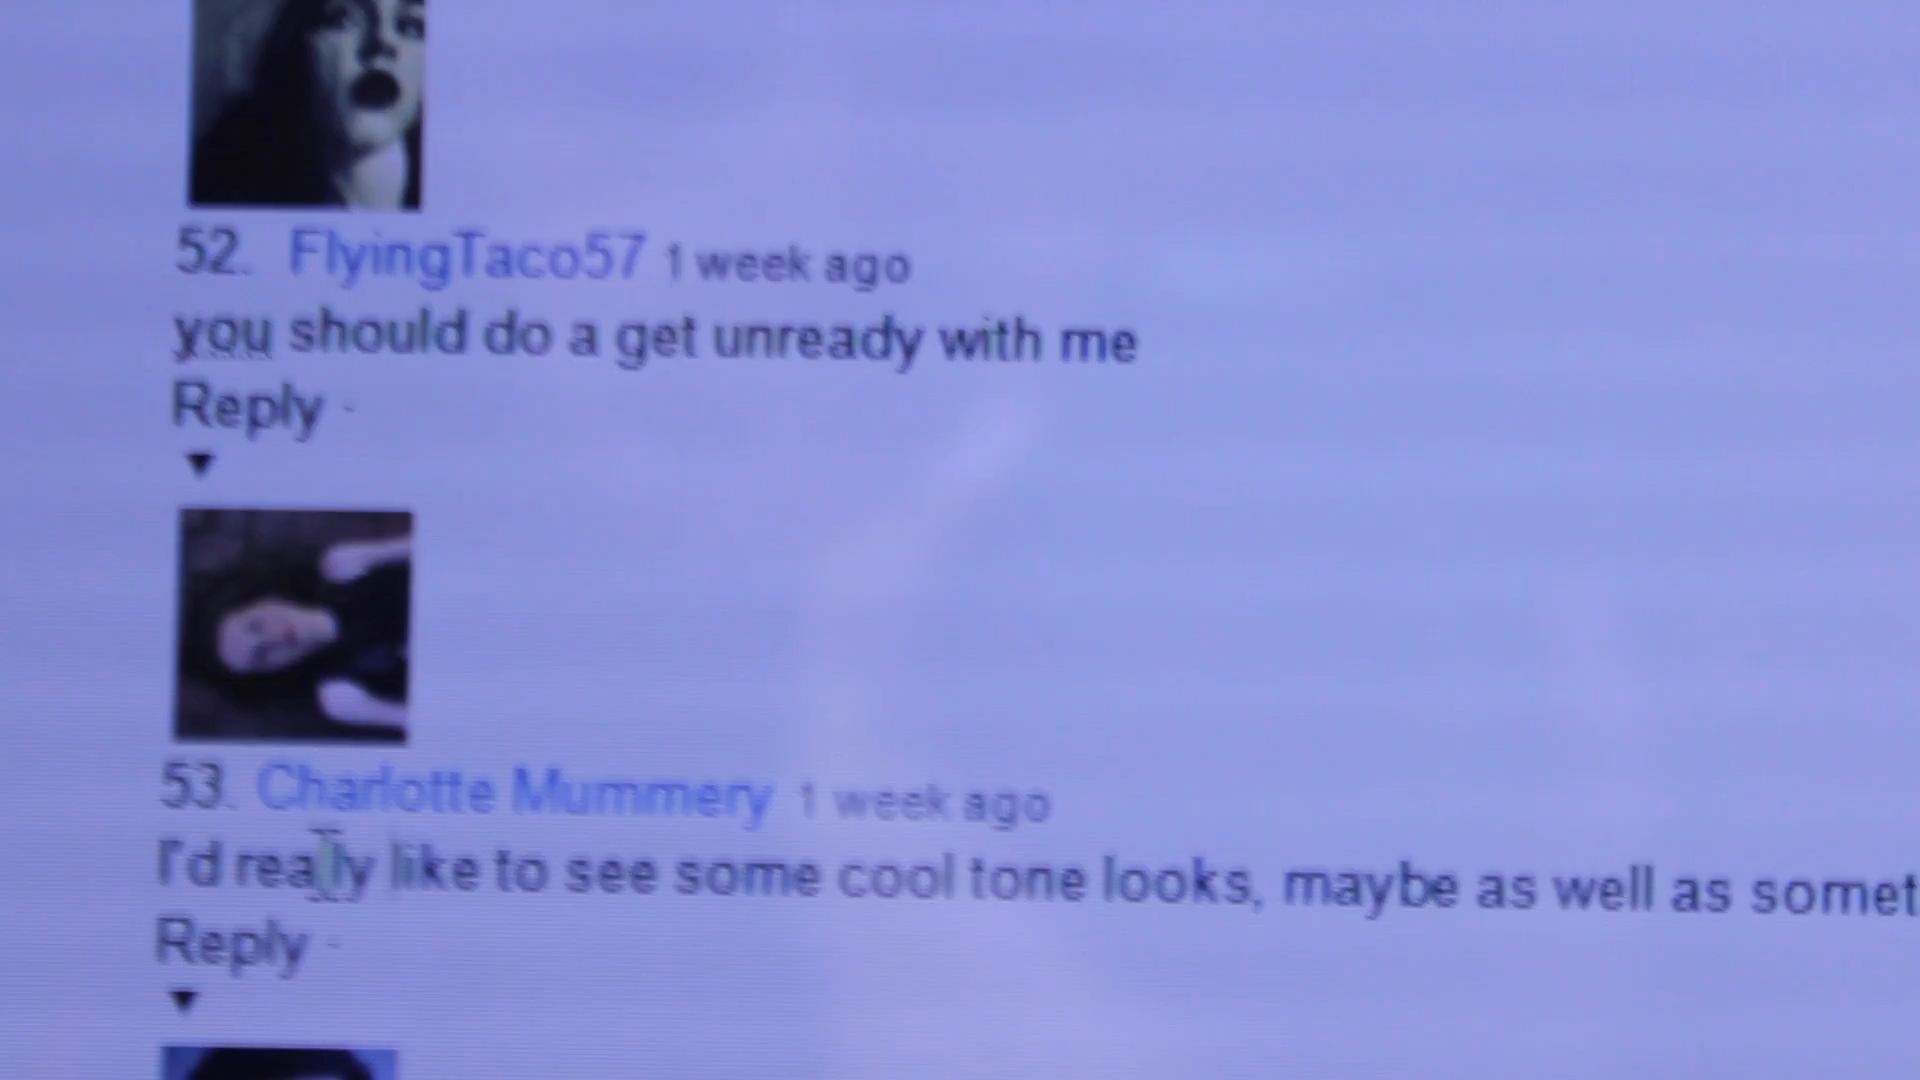 52. FlyingTaco57 1 week ago
you should do a get unready with me
Reply -
53. Charlotte Mummery 1 week ago
I'd really like to see some cool tone looks, maybe as well as somet
Reply -